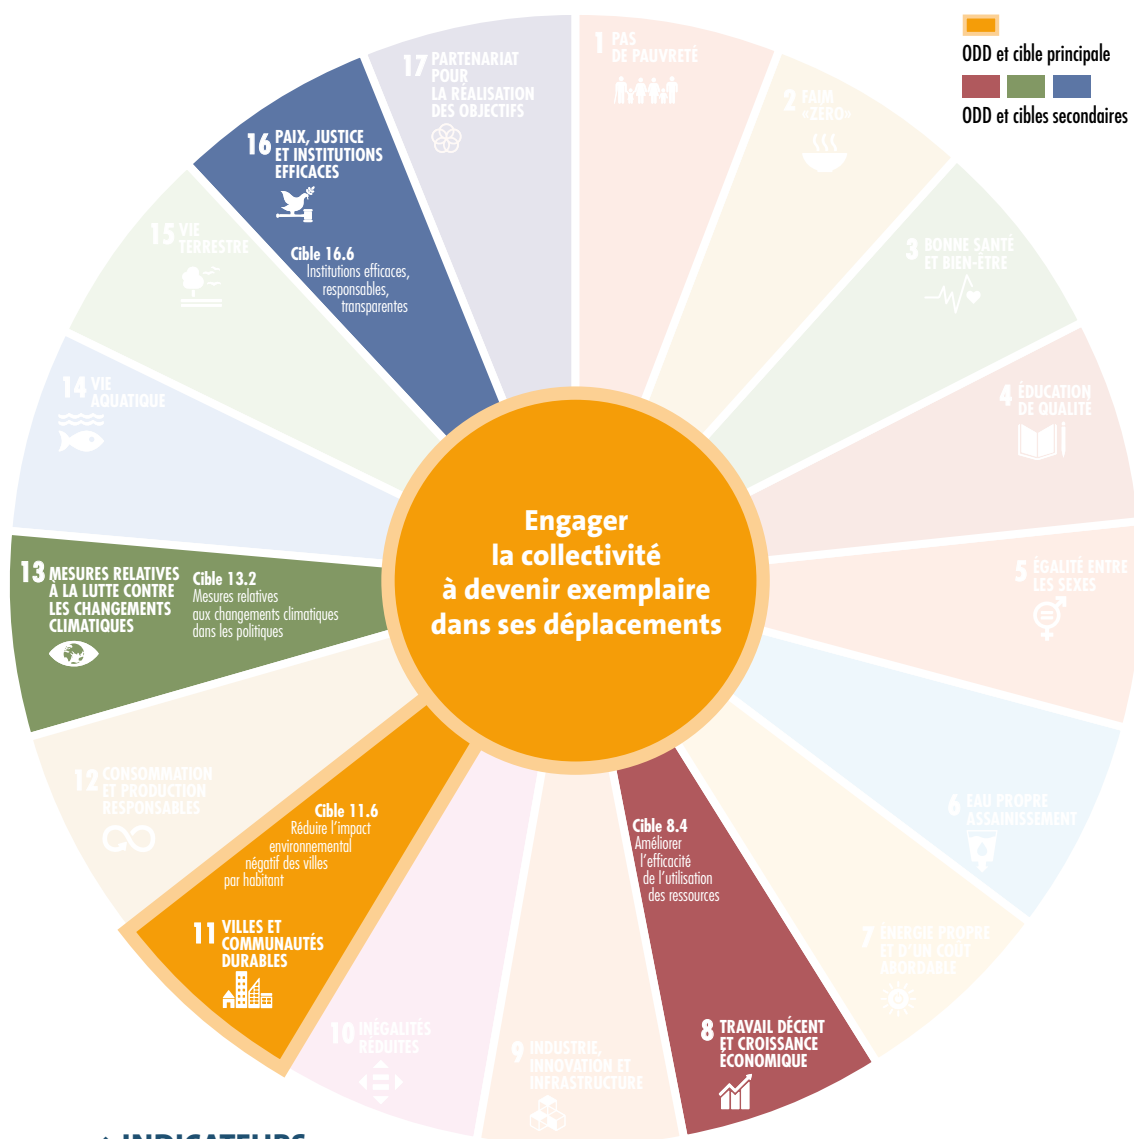 ODD et cible principale
ODD et cibles secondaires
1 PAS
DE PAUVRETÉ
2 FAIM
«ZÉRO»
3 BONNE SANTÉ
ET BIEN-ÊTRE
4 ÉDUCATION
DE QUALITÉ
5 ÉGALITÉ ENTRE
LES SEXES
6 EAU PROPRE
ASSAINISSEMENT
7 ENERGIE PROPRE
ET D'UN COÛT
ABORDABLE
Cible 8.4
Améliorer
l'efficacité
de l'utilisation
des ressources
8 TRAVAIL DÉCENT
ET CROISSANCE
ÉCONOMIQUE
9 INDUSTRIE,
INNOVATION ET
INFRASTRUCTURE
10 INÉGALITÉS
RÉDUITES
Cible 11.6
Réduire l'impact
environnemental
négatif des villes
par habitant
11 VILLES ET
COMMUNAUTÉS
DURABLES
12 CONSOMMATION
ET PRODUCTION
RESPONSABLES
13 MESURES RELATIVES
À LA LUTTE CONTRE
LES CHANGEMENTS
CLIMATIQUES
Cible 13.2
Mesures relatives
aux changements climatiques
dans les politiques
14 VIE
AQUATIQUE
15 VIE
TERRESTRE
16 PAIX, JUSTICE
ET INSTITUTIONS
EFFICACES
Cible 16.6
Institutions efficaces,
responsables,
transparentes
17 PARTENARIAT
POUR
LA RÉALISATION
DES OBJECTIFS
Engager
la collectivité
à devenir exemplaire
dans ses déplacements
INDICATEURS